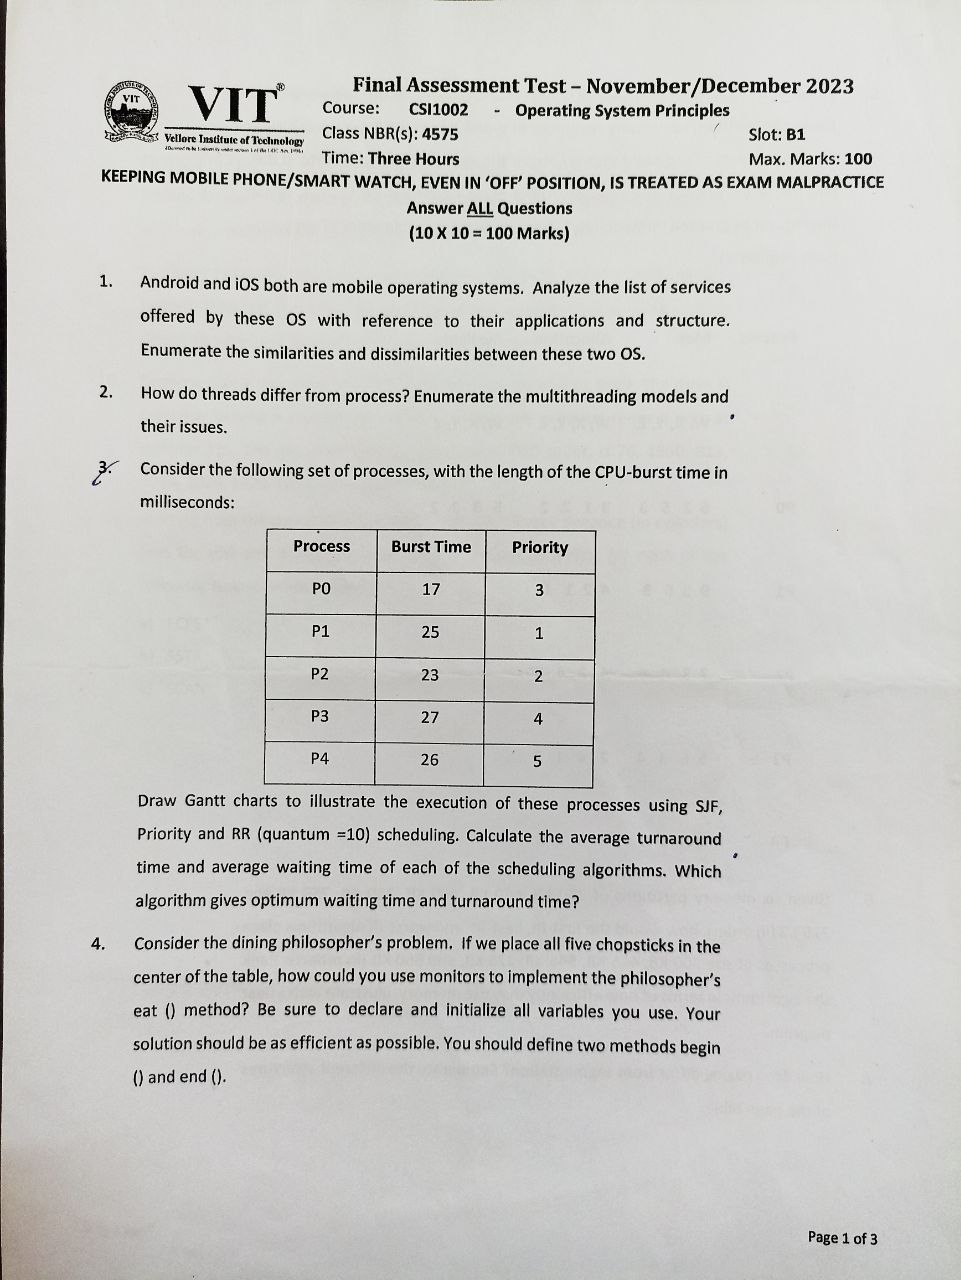 Final Assessment Test – November/December 2023
VIT®
VIT
Course: CSI1002 - Operating System Principles
Vellore Institute of Technology
Class NBR(s): 4575 Slot: B1
Time: Three Hours Max. Marks: 100
KEEPING MOBILE PHONE/SMART WATCH, EVEN IN ‘OFF’ POSITION, IS TREATED AS EXAM MALPRACTICE
Answer ALL Questions
(10 X 10 = 100 Marks)
1. Android and iOS both are mobile operating systems. Analyze the list of services
offered by these OS with reference to their applications and structure.
Enumerate the similarities and dissimilarities between these two OS.
2. How do threads differ from process? Enumerate the multithreading models and
their issues.
3. Consider the following set of processes, with the length of the CPU-burst time in
milliseconds:
Process Burst Time Priority
P0 17 3
P1 25 1
P2 23 2
P3 27 4
P4 26 5
Draw Gantt charts to illustrate the execution of these processes using SJF,
Priority and RR (quantum =10) scheduling. Calculate the average turnaround
time and average waiting time of each of the scheduling algorithms. Which
algorithm gives optimum waiting time and turnaround time?
4. Consider the dining philosopher’s problem. If we place all five chopsticks in the
center of the table, how could you use monitors to implement the philosopher’s
eat () method? Be sure to declare and initialize all variables you use. Your
solution should be as efficient as possible. You should define two methods begin
() and end ().
Page 1 of 3